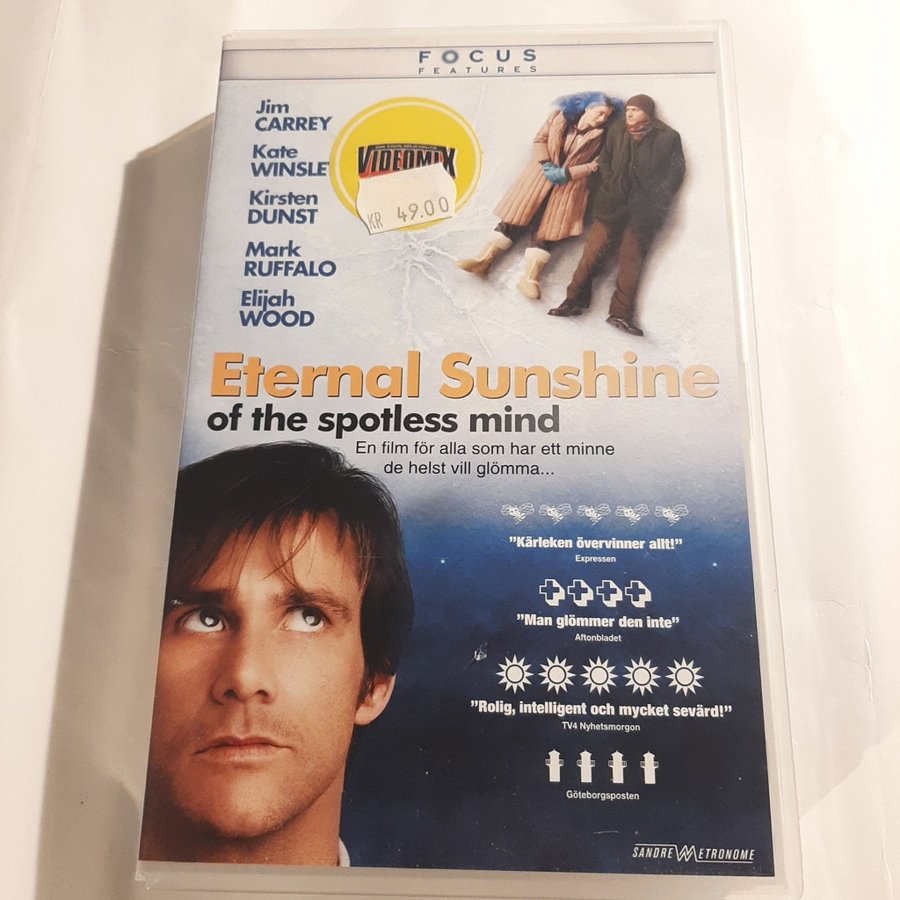 FOCUS
FEATURES
Jim
CARREY
Kate
WINSLE
Kirsten
DUNST
Mark
RUFFALO
Elijah
WOOD
VIDEOMIX
KR 49.00
Eternal Sunshine
of the spotless mind
En film för alla som har ett minne
de helst vill glömma...
”Kärleken övervinner allt!”
Expressen
”Man glömmer den inte”
Aftonbladet
"Rolig, intelligent och mycket sevärd!”
TV4 Nyhetsmorgon
Göteborgsposten
SANDREW METRONOME